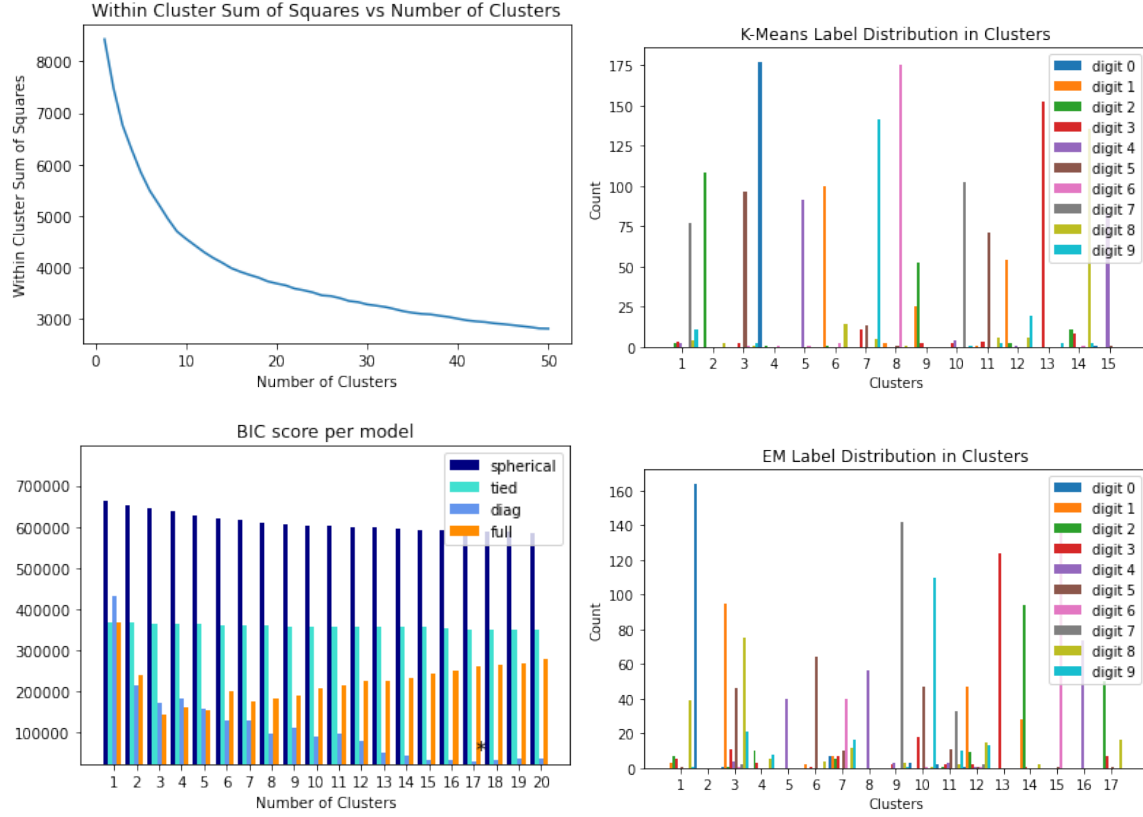 Within Cluster Sum of Squares vs Number of Clusters
Within Cluster Sum of Squares
8000
7000
6000
5000
4000
3000
0 10 20 30 40 50
Number of Clusters
K-Means Label Distribution in Clusters
Count
175
150
125
100
75
50
25
0
digit 0
digit 1
digit 2
digit 3
digit 4
digit 5
digit 6
digit 7
digit 8
digit 9
1 2 3 4 5 6 7 8 9 10 11 12 13 14 15
Clusters
BIC score per model
700000
600000
500000
400000
300000
200000
100000
spherical
tied
diag
full
*
1 2 3 4 5 6 7 8 9 10 11 12 13 14 15 16 17 18 19 20
Number of Clusters
EM Label Distribution in Clusters
Count
160
140
120
100
80
60
40
20
0
digit 0
digit 1
digit 2
digit 3
digit 4
digit 5
digit 6
digit 7
digit 8
digit 9
1 2 3 4 5 6 7 8 9 10 11 12 13 14 15 16 17
Clusters